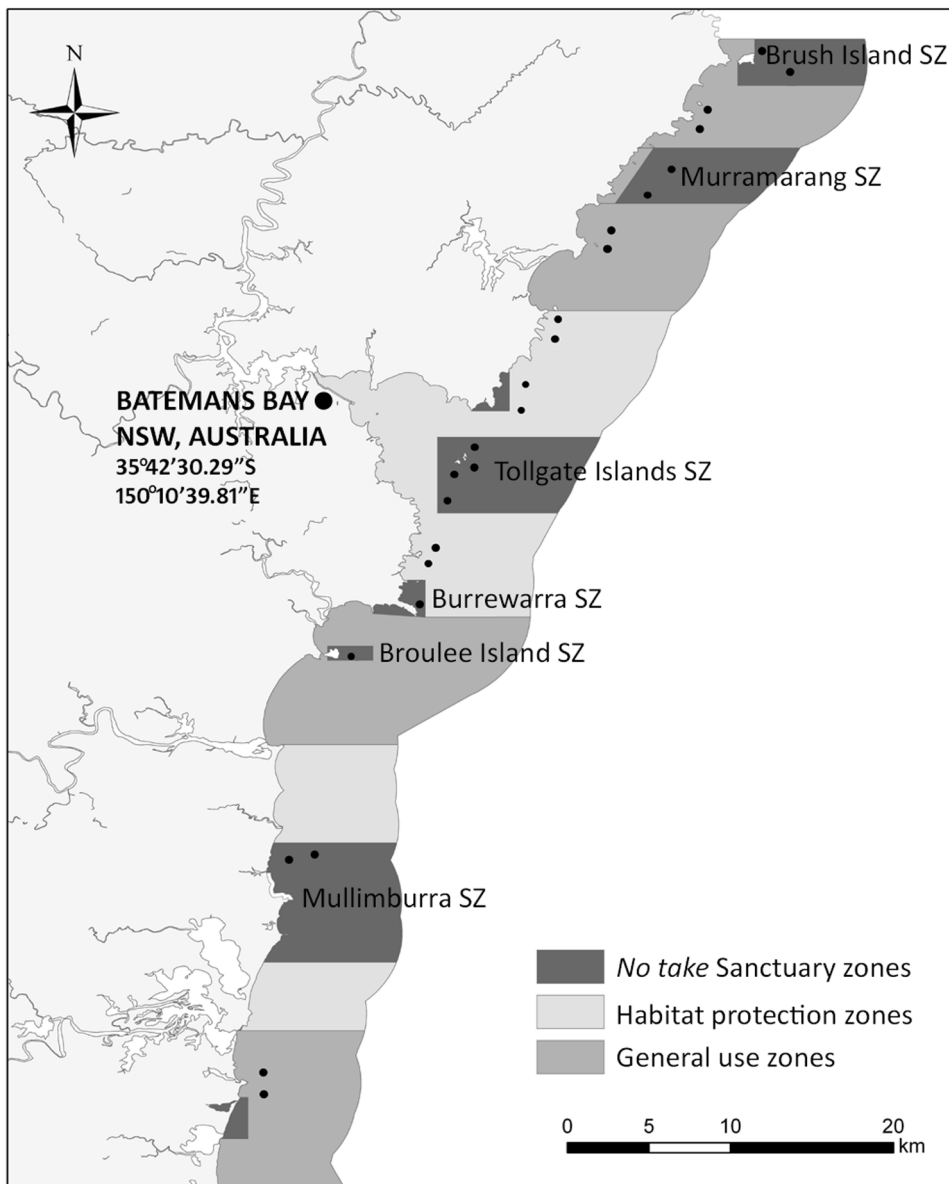 N
Brush Island SZ
Murramarang SZ
BATEMANS BAY
NSW, AUSTRALIA
35º42’30.29”S
150º10’39.81”E
Tollgate Islands SZ
Burrewarra SZ
Broulee Island SZ
Mullimburra SZ
No take Sanctuary zones
Habitat protection zones
General use zones
0 5 10 20
km